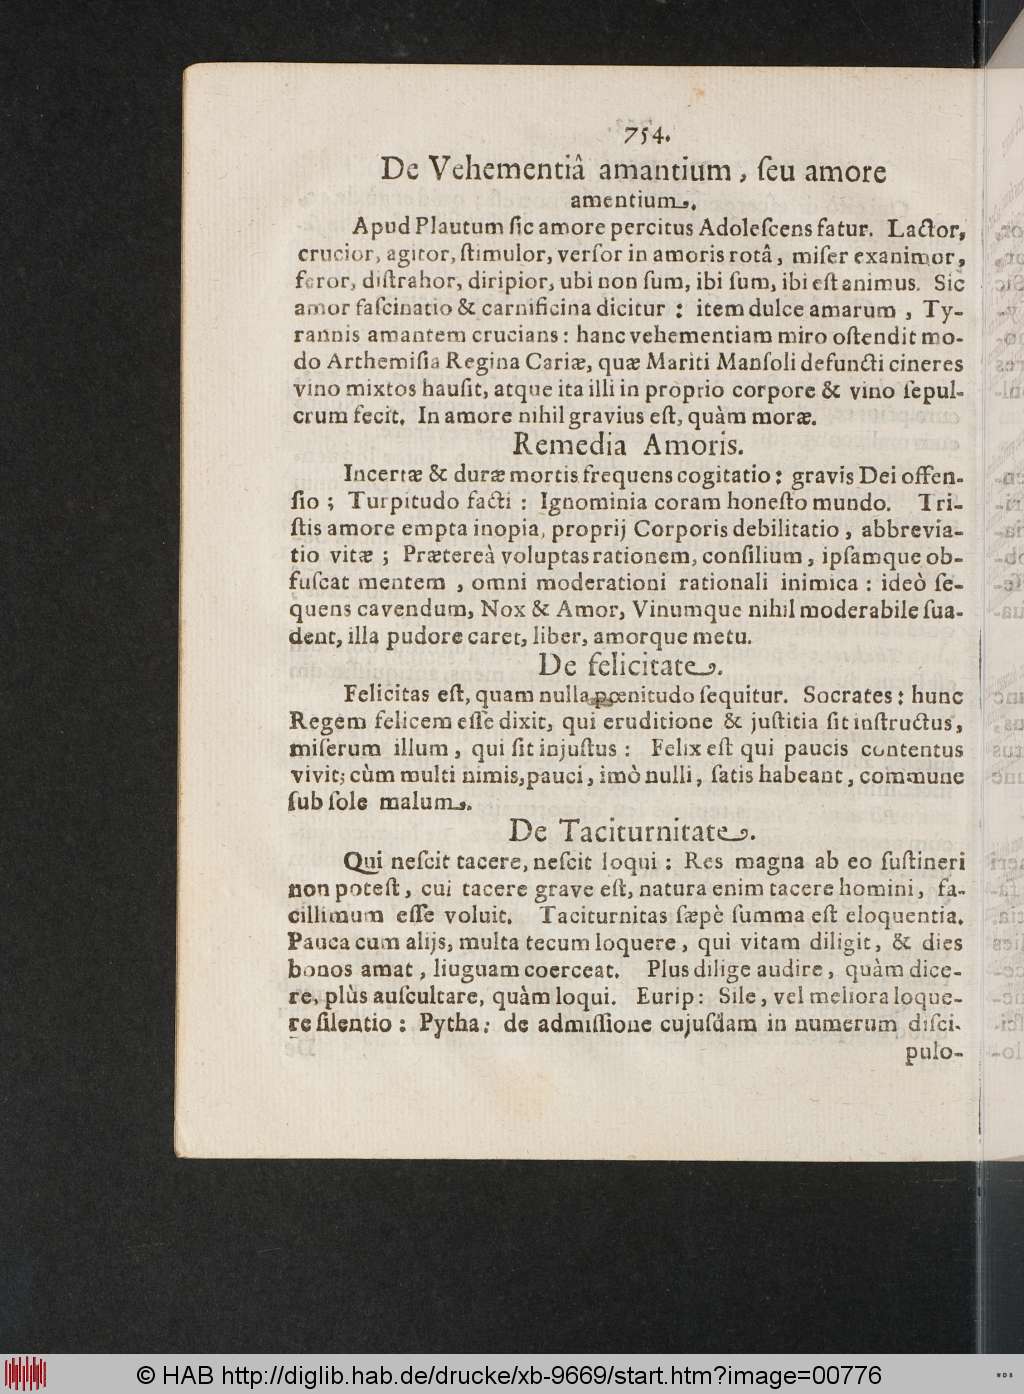 754.
De Vehementiâ amantium, ſeu amore
amentium.
Apud Plautum ſic amore percitus Adoleſcens fatur. Lactor,
crucior, agitor, ſtimulor, verſor in amoris rotâ, miſer exanimor,
feror, diſtrahor, diripior, ubi non ſum, ibi ſum, ibi eſt animus. Sic
amor faſcinatio & carnificina dicitur: item dulce amarum, Ty-
rannis amantem crucians: hanc vehementiam miro oſtendit mo-
do Arthemiſia Regina Cariæ, quæ Mariti Manſoli defuncti cineres
vino mixtos hauſit, atque ita illi in proprio corpore & vino ſepul-
crum fecit. In amore nihil gravius eſt, quàm moræ.
Remedia Amoris.
Incertæ & duræ mortis frequens cogitatio: gravis Dei offen-
ſio; Turpitudo facti: Ignominia coram honeſto mundo. Tri-
ſtis amore empta inopia, proprij Corporis debilitatio, abbrevia-
tio vitæ; Prætereà voluptas rationem, conſilium, ipſamque ob-
fuſcat mentem, omni moderationi rationali inimica: ideò ſe-
quens cavendum, Nox & Amor, Vinumque nihil moderabile ſua-
dent, illa pudore caret, liber, amorque metu.
De felicitate.
Felicitas eſt, quam nulla pœnitudo ſequitur. Socrates: hunc
Regem felicem eſſe dixit, qui eruditione & juſtitia ſit inſtructus,
miſerum illum, qui ſit injuſtus: Felix eſt qui paucis contentus
vivit; cùm multi nimis, pauci, imò nulli, ſatis habeant, commune
ſub ſole malum.
De Taciturnitate.
Qui neſcit tacere, neſcit loqui: Res magna ab eo ſuſtineri
non poteſt, cui tacere grave eſt, natura enim tacere homini, fa-
cillimum eſſe voluit. Taciturnitas ſæpè ſumma eſt eloquentia.
Pauca cum alijs, multa tecum loquere, qui vitam diligit, & dies
bonos amat, liuguam coerceat. Plus dilige audire, quàm dice-
re, plùs auſcultare, quàm loqui. Eurip: Sile, vel meliora loque-
re ſilentio: Pytha: de admiſſione cujuſdam in numerum diſci-
pulo-
© HAB http://diglib.hab.de/drucke/xb-9669/start.htm?image=00776